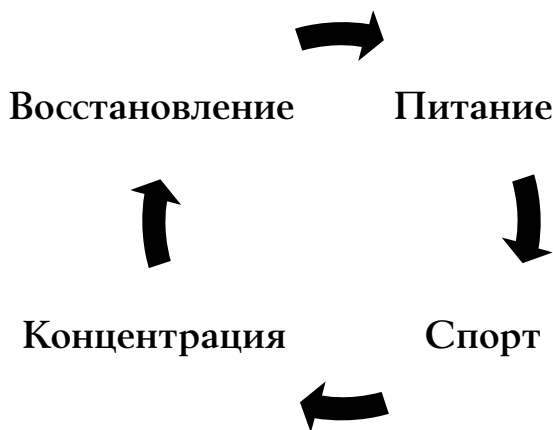 Восстановление
Питание
Концентрация
Спорт